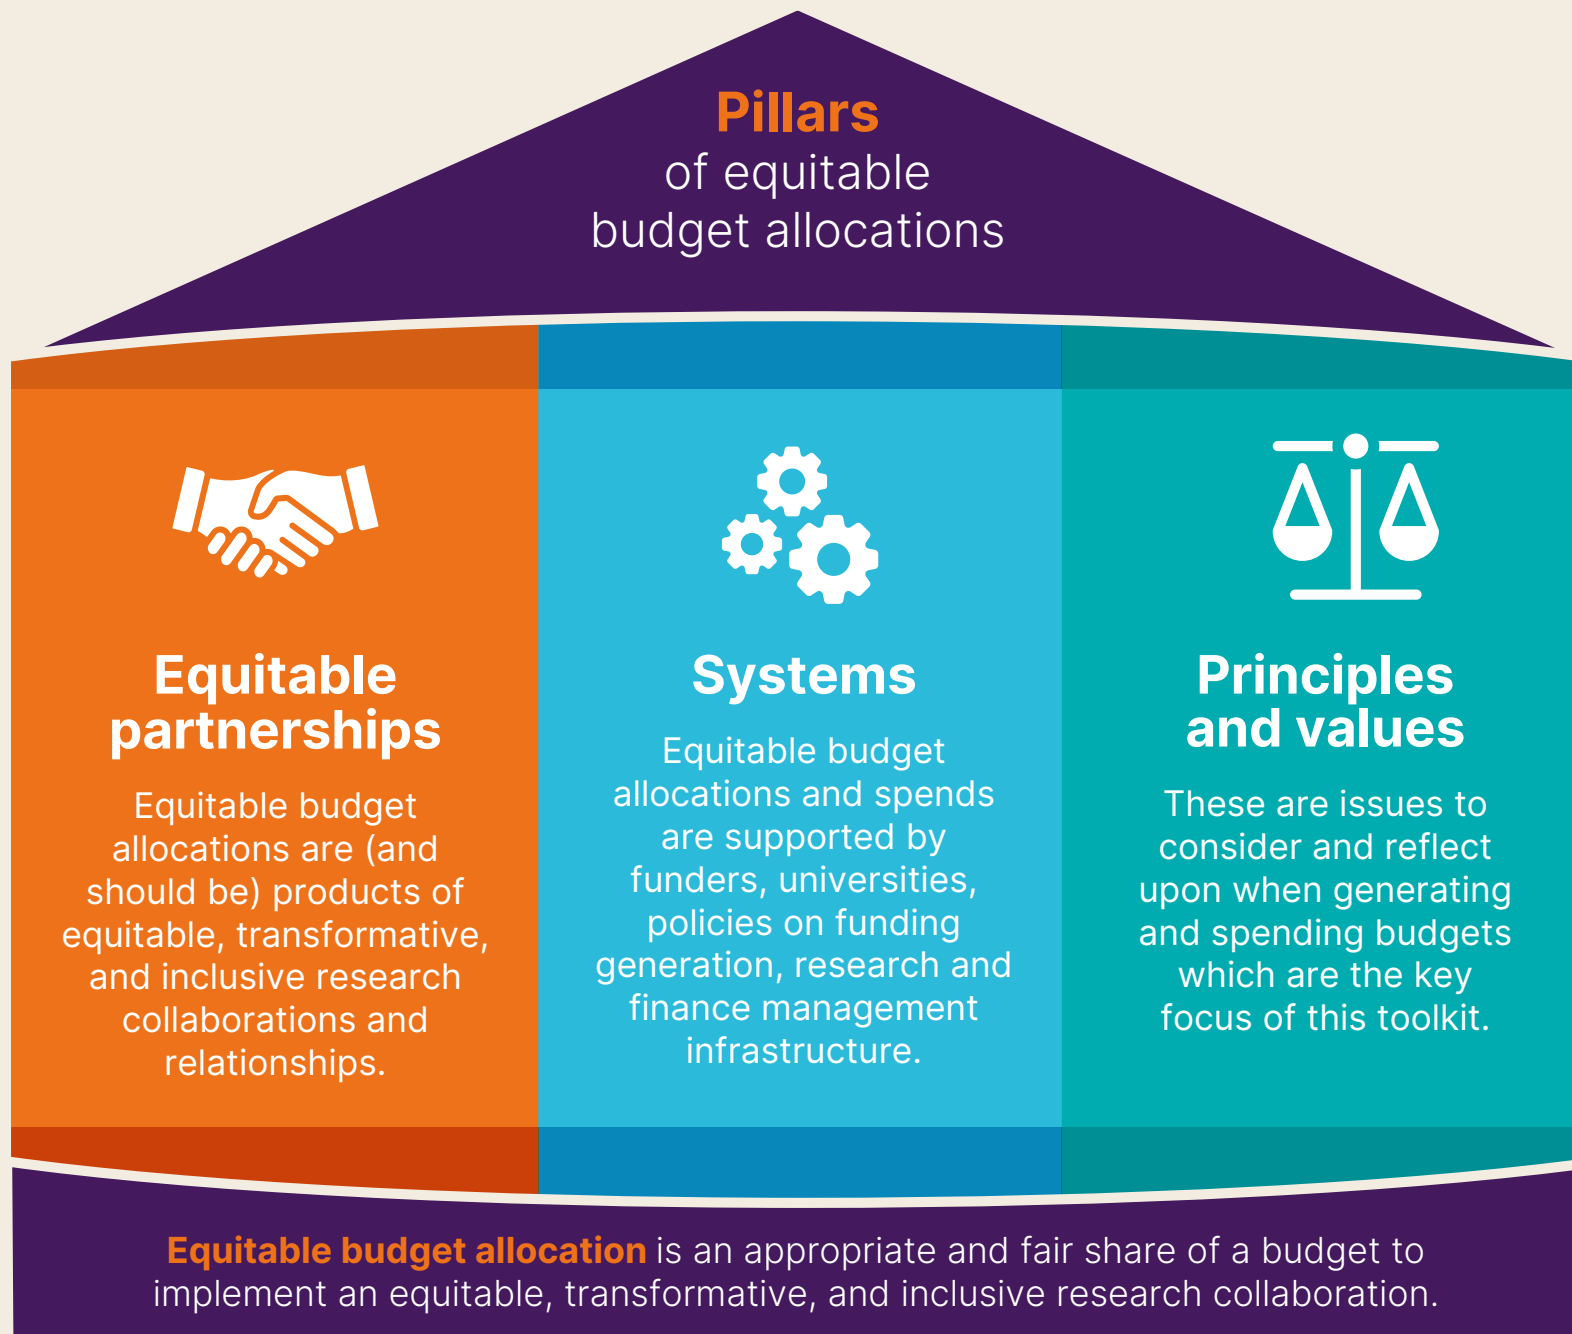 Pillars
of equitable
budget allocations
Equitable
partnerships
Equitable budget
allocations are (and
should be) products of
equitable, transformative,
and inclusive research
collaborations and
relationships.
Systems
Equitable budget
allocations and spends
are supported by
funders, universities,
policies on funding
generation, research and
finance management
infrastructure.
Principles
and values
These are issues to
consider and reflect
upon when generating
and spending budgets
which are the key
focus of this toolkit.
Equitable budget allocation is an appropriate and fair share of a budget to
implement an equitable, transformative, and inclusive research collaboration.